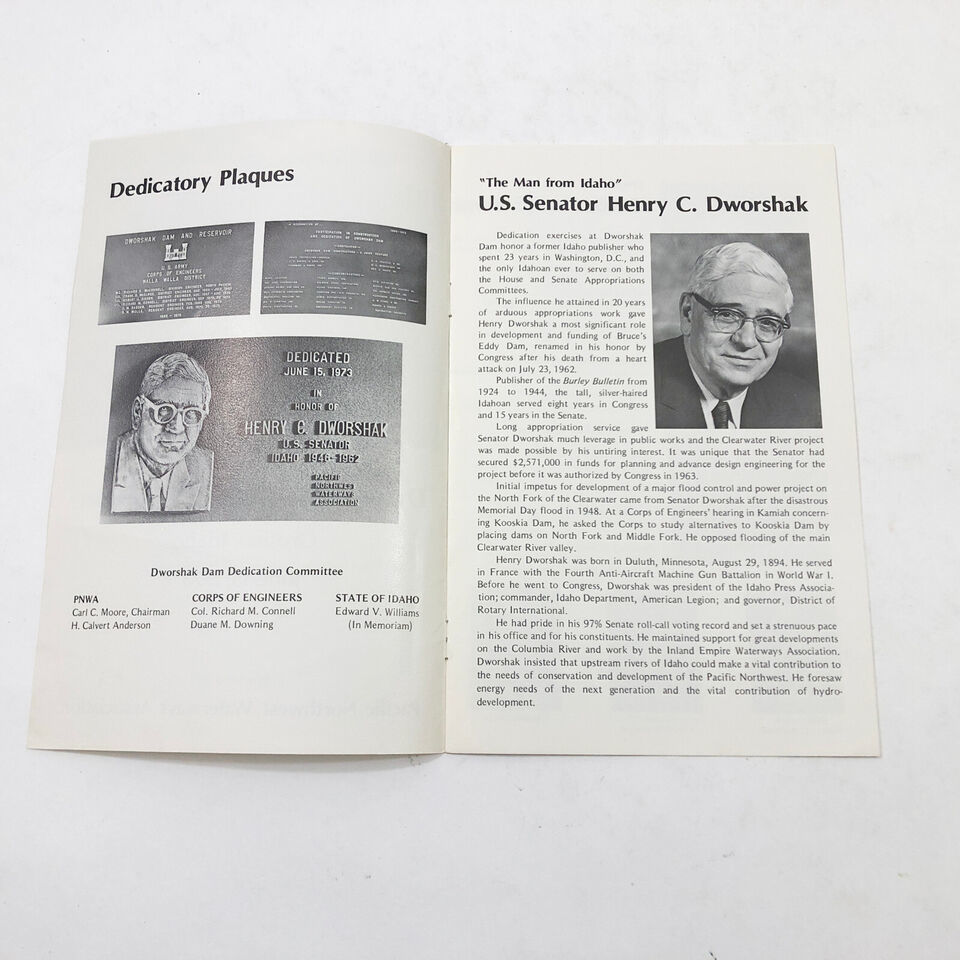 Dedicatory Plaques
DWORSHAK DAM AND RESERVOIR
U.S. ARMY
CORPS OF ENGINEERS
WALLA WALLA DISTRICT
PARTICIPATION IN CONSTRUCTION
AND DEDICATION OF DWORSHAK DAM
DEDICATED
JUNE 15, 1973
IN
HONOR OF
HENRY C DWORSHAK
U.S. SENATOR
IDAHO 1946-1962
PACIFIC
NORTHWEST
WATERWAYS
ASSOCIATION
Dworshak Dam Dedication Committee
PNWA
Carl C. Moore, Chairman
H. Calvert Anderson
CORPS OF ENGINEERS
Col. Richard M. Connell
Duane M. Downing
STATE OF IDAHO
Edward V. Williams
(In Memoriam)
"The Man from Idaho"
U.S. Senator Henry C. Dworshak
Dedication exercises at Dworshak
Dam honor a former Idaho publisher who
spent 23 years in Washington, D.C., and
the only Idahoan ever to serve on both
the House and Senate Appropriations
Committees.
The influence he attained in 20 years
of arduous appropriations work gave
Henry Dworshak a most significant role
in development and funding of Bruce's
Eddy Dam, renamed in his honor by
Congress after his death from a heart
attack on July 23, 1962.
Publisher of the Burley Bulletin from
1924 to 1944, the tall, silver-haired
Idahoan served eight years in Congress
and 15 years in the Senate.
Long appropriation service gave
Senator Dworshak much leverage in public works and the Clearwater River project
was made possible by his untiring interest. It was unique that the Senator had
secured $2,571,000 in funds for planning and advance design engineering for the
project before it was authorized by Congress in 1963.
Initial impetus for development of a major flood control and power project on
the North Fork of the Clearwater came from Senator Dworshak after the disastrous
Memorial Day flood in 1948. At a Corps of Engineers' hearing in Kamiah concern-
ing Kooskia Dam, he asked the Corps to study alternatives to Kooskia Dam by
placing dams on North Fork and Middle Fork. He opposed flooding of the main
Clearwater River valley.
Henry Dworshak was born in Duluth, Minnesota, August 29, 1894. He served
in France with the Fourth Anti-Aircraft Machine Gun Battalion in World War I.
Before he went to Congress, Dworshak was president of the Idaho Press Associa-
tion; commander, Idaho Department, American Legion; and governor, District of
Rotary International.
He had pride in his 97% Senate roll-call voting record and set a strenuous pace
in his office and for his constituents. He maintained support for great developments
on the Columbia River and work by the Inland Empire Waterways Association.
Dworshak insisted that upstream rivers of Idaho could make a vital contribution to
the needs of conservation and development of the Pacific Northwest. He foresaw
energy needs of the next generation and the vital contribution of hydro-
development.